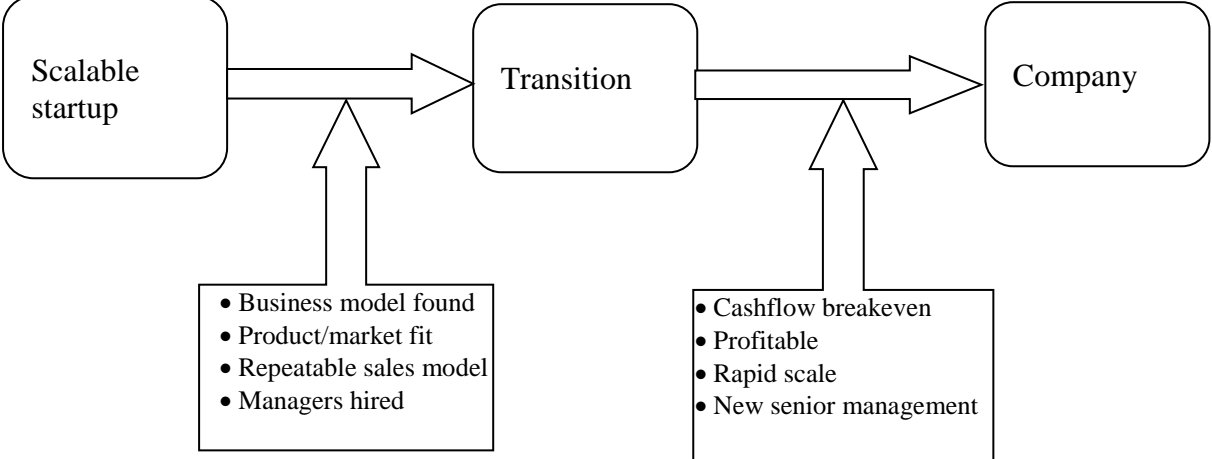 Scalable
startup
Transition
Company
• Business model found
• Product/market fit
• Repeatable sales model
• Managers hired
• Cashflow breakeven
• Profitable
• Rapid scale
• New senior management